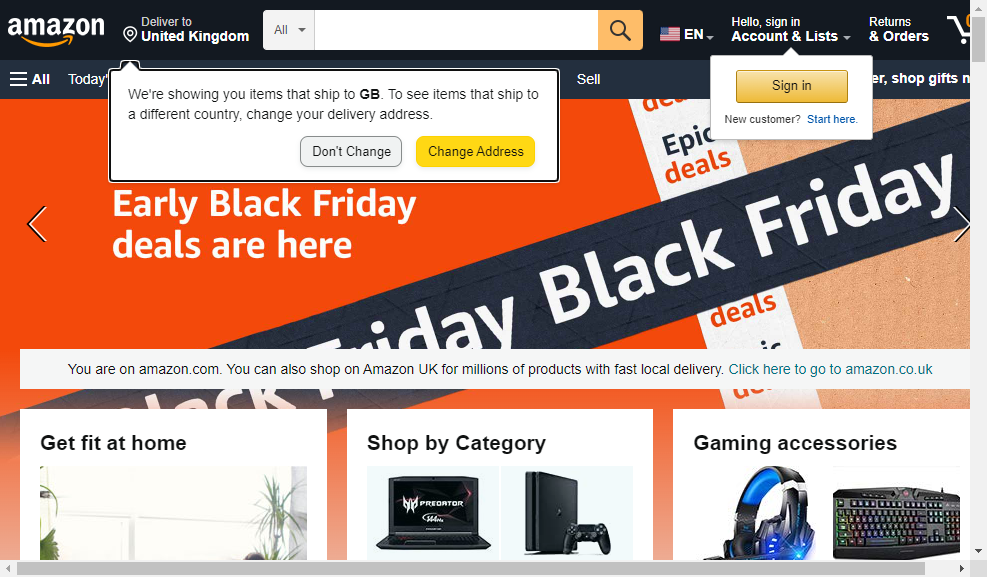 amazon
Deliver to
United Kingdom
All
EN
Hello, sign in
Account & Lists
Returns
& Orders
All
Today'
Sell
er, shop gifts n
We're showing you items that ship to GB. To see items that ship to
a different country, change your delivery address.
Don't Change
Change Address
Sign in
New customer? Start here.
Epic
deals
Early Black Friday
deals are here
Black Friday
Friday
deals
Epic
You are on amazon.com. You can also shop on Amazon UK for millions of products with fast local delivery. Click here to go to amazon.co.uk
Black
Get fit at home
Shop by Category
Gaming accessories
PREDATOR
144Hz